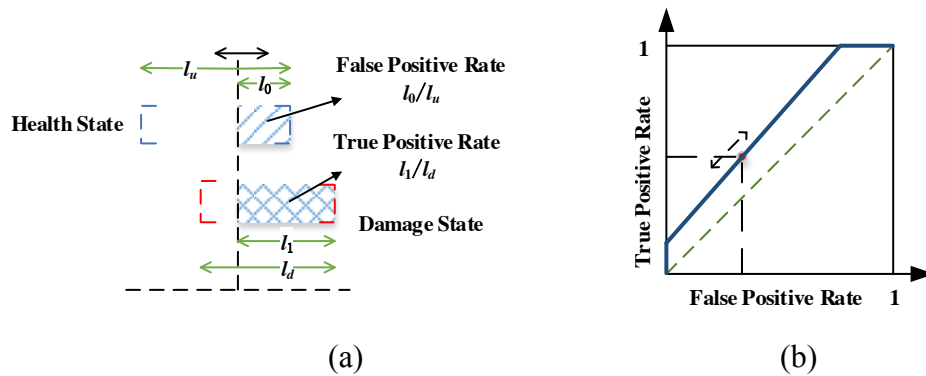 l_u
l_0
False Positive Rate
l_0/l_u
Health State
True Positive Rate
l_1/l_d
Damage State
l_1
l_d
(a)
1
True Positive Rate
False Positive Rate 1
(b)